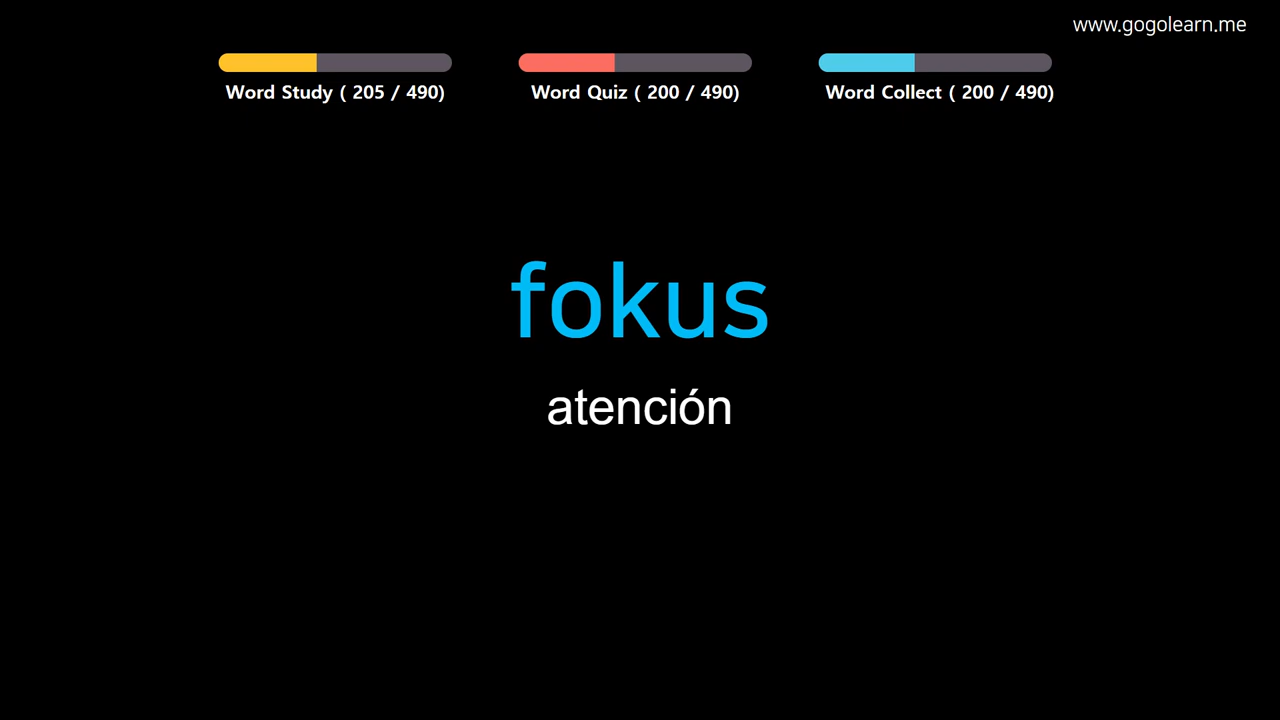 www.gogolearn.me
Word Study ( 205 / 490)
Word Quiz ( 200 / 490)
Word Collect ( 200 / 490)
fokus
atención